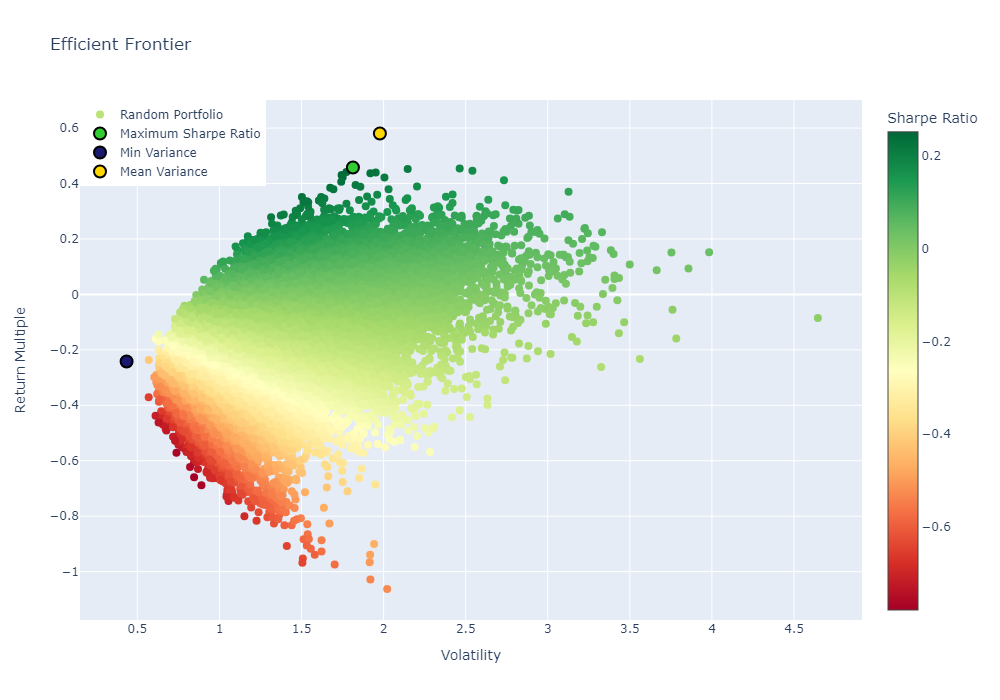 Efficient Frontier
Random Portfolio
Maximum Sharpe Ratio
Min Variance
Mean Variance
Sharpe Ratio
0.2
0
−0.2
−0.4
−0.6
Return Multiple
0.6
0.4
0.2
0
−0.2
−0.4
−0.6
−0.8
−1
0.5
1
1.5
2
2.5
3
3.5
4
4.5
Volatility